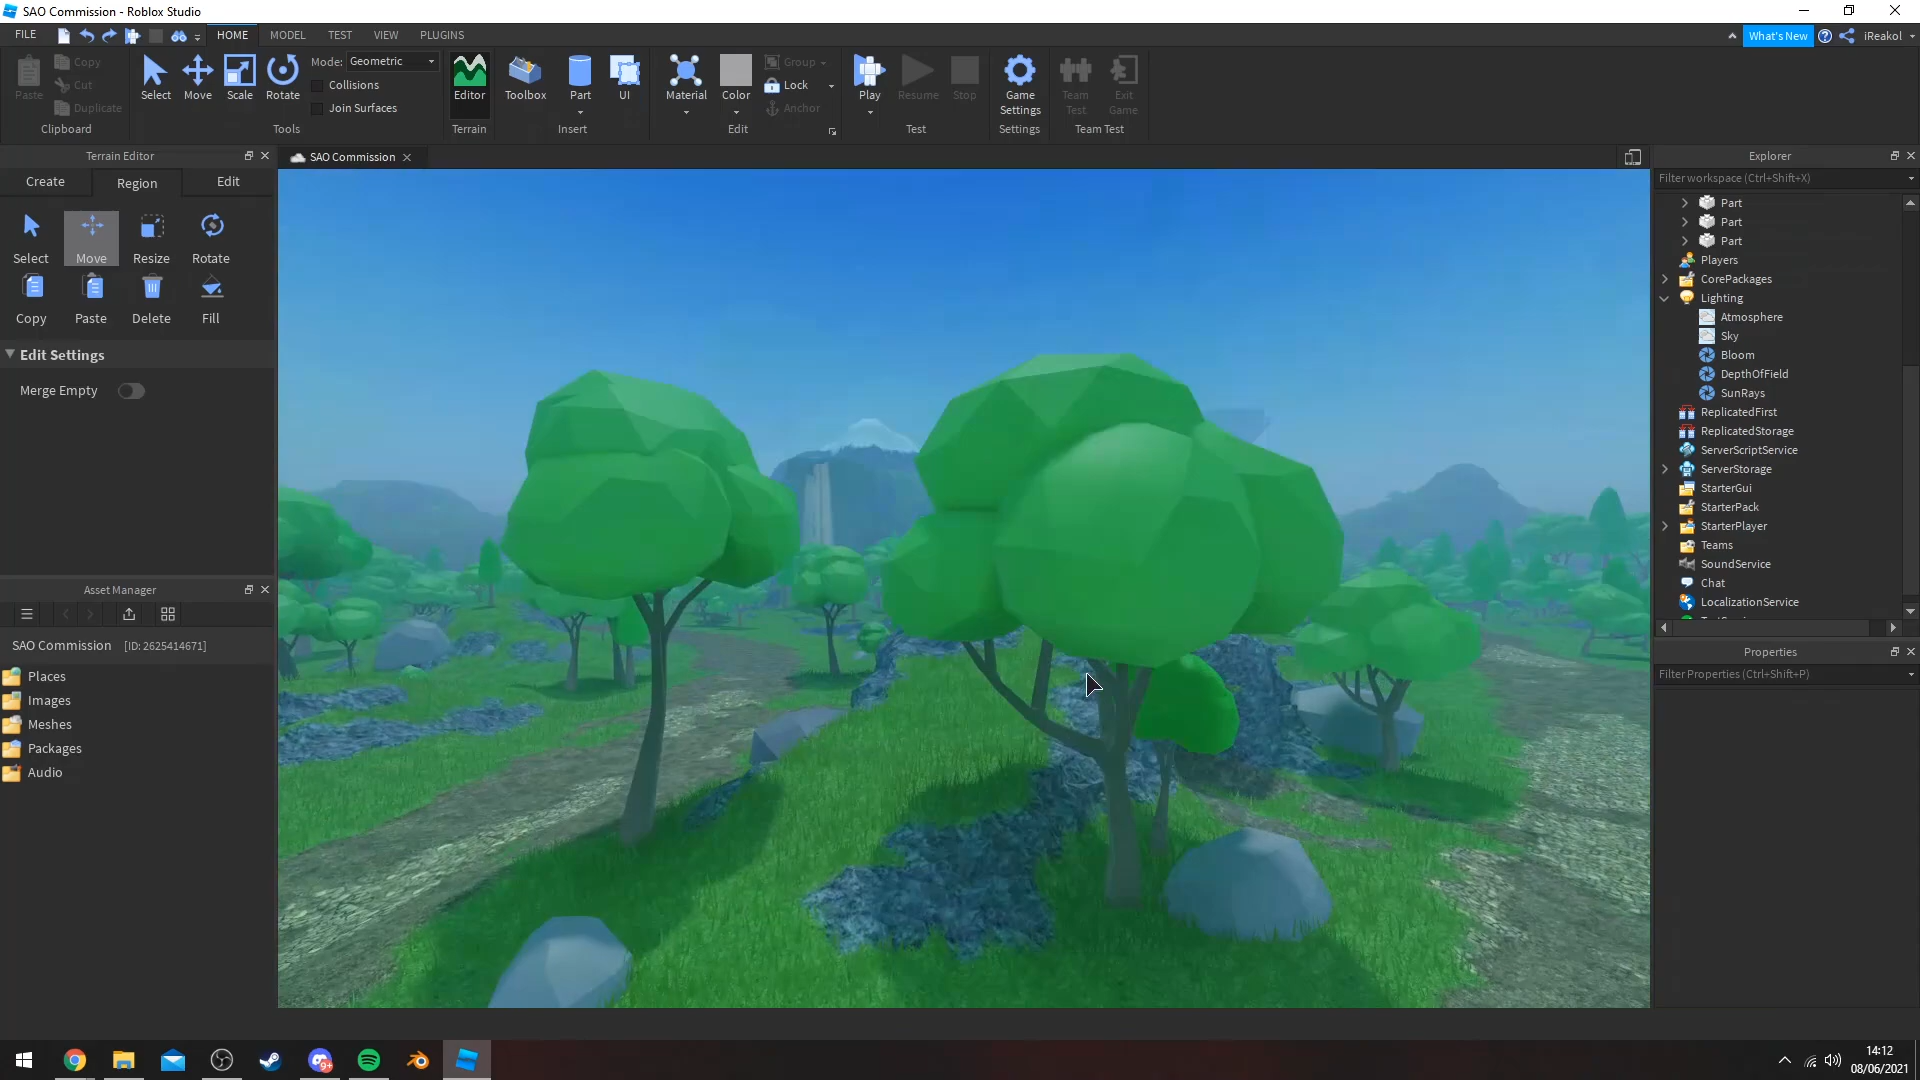 SAO Commission - Roblox Studio
FILE HOME MODEL TEST VIEW PLUGINS What's New iReakol
Paste Copy Cut Duplicate Clipboard
Select Move Scale Rotate Mode: Geometric Collisions Join Surfaces Tools
Editor Terrain
Toolbox Part UI Insert
Material Color Group Lock Anchor Edit
Play Resume Stop Test
Game Settings Settings
Team Test Exit Game Team Test
Terrain Editor
Create Region Edit
Select Move Resize Rotate
Copy Paste Delete Fill
Edit Settings
Merge Empty
Asset Manager
SAO Commission [ID: 2625414671]
Places
Images
Meshes
Packages
Audio
SAO Commission
Explorer
Filter workspace (Ctrl+Shift+X)
Part
Part
Part
Players
CorePackages
Lighting
Atmosphere
Sky
Bloom
DepthOfField
SunRays
ReplicatedFirst
ReplicatedStorage
ServerScriptService
ServerStorage
StarterGui
StarterPack
StarterPlayer
Teams
SoundService
Chat
LocalizationService
Properties
Filter Properties (Ctrl+Shift+P)
9+
14:12
08/06/2021